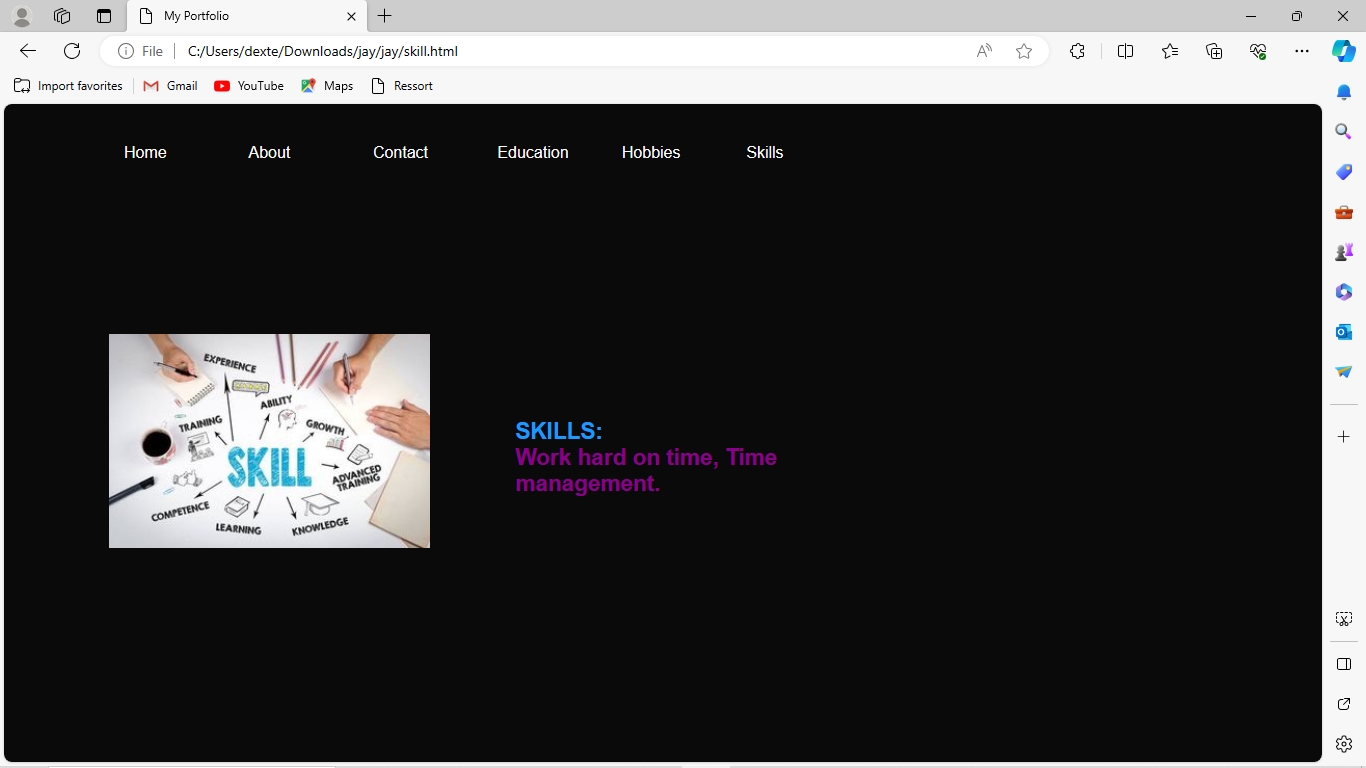 My Portfolio
File C:/Users/dexte/Downloads/jay/jay/skill.html
Import favorites Gmail YouTube Maps Ressort
Home About Contact Education Hobbies Skills
EXPERIENCE
ABILITY
TRAINING
GROWTH
SKILL
ADVANCED
TRAINING
COMPETENCE
LEARNING
KNOWLEDGE
SKILLS:
Work hard on time, Time
management.